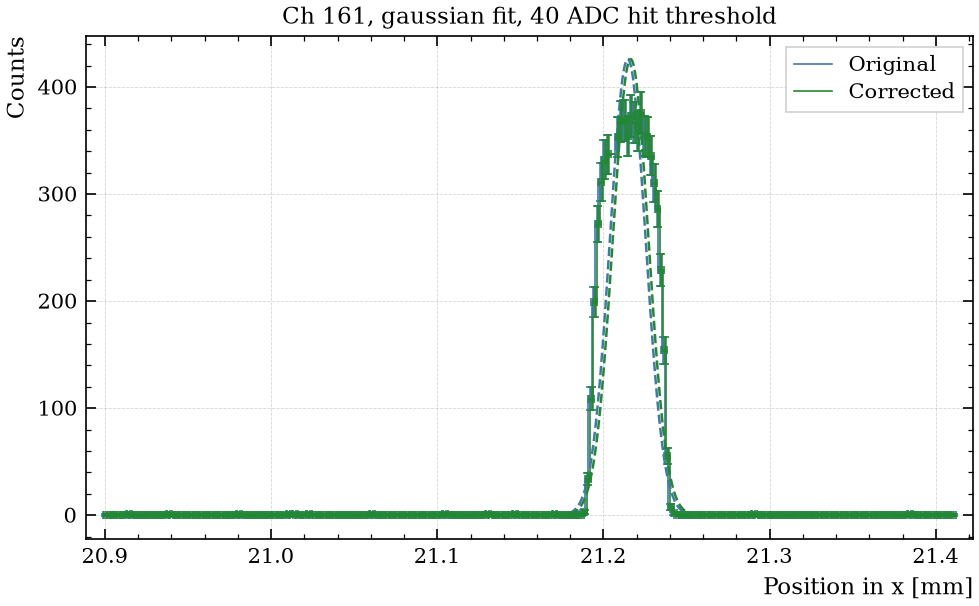 Ch 161, gaussian fit, 40 ADC hit threshold
Counts
Original
Corrected
400
300
200
100
0
20.9
21.0
21.1
21.2
21.3
21.4
Position in x [mm]